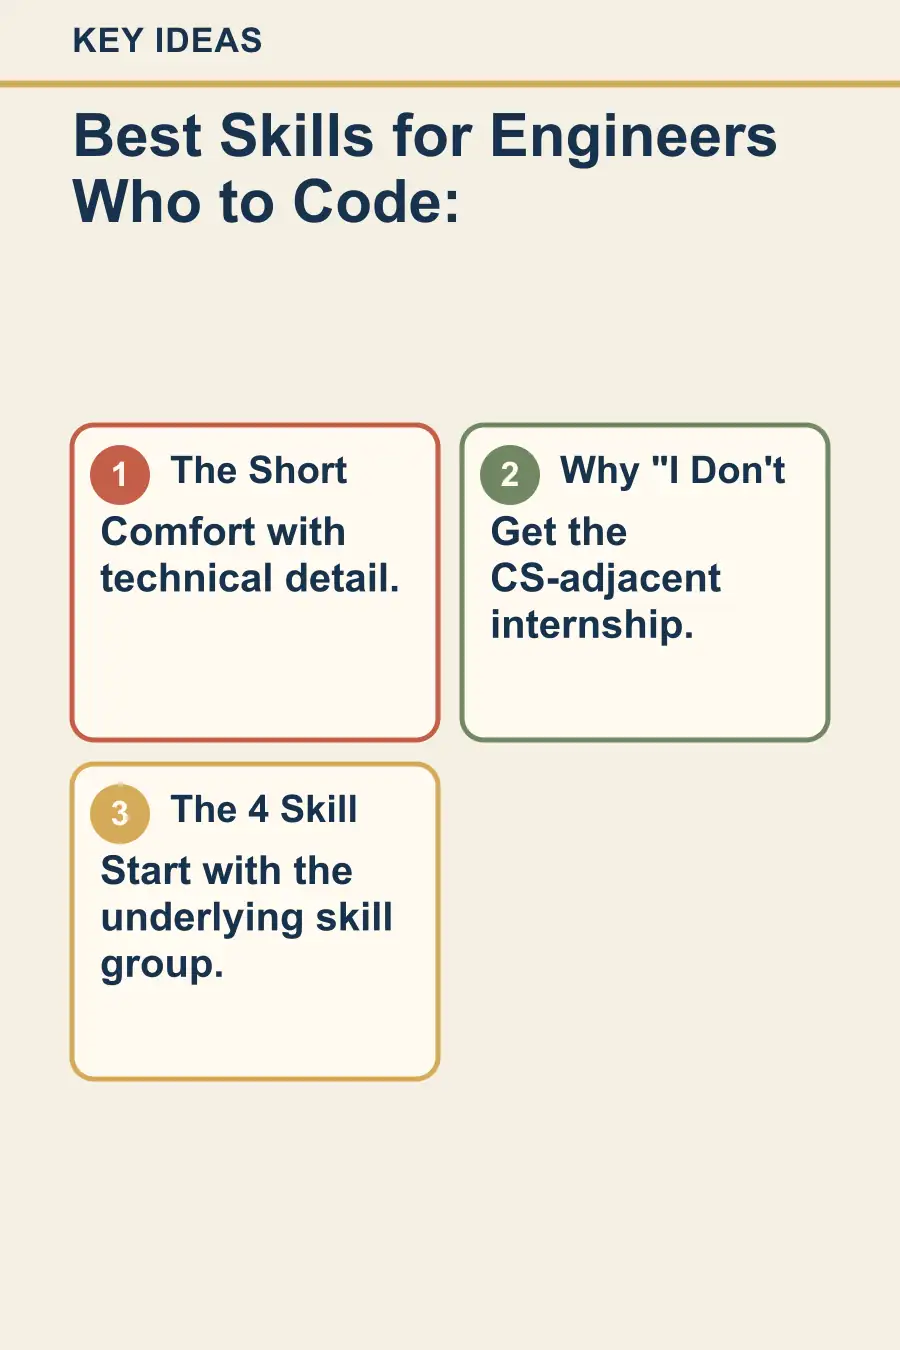 KEY IDEAS
Best Skills for Engineers
Who to Code:
1 The Short
Comfort with
technical detail.
2 Why "I Don't
Get the
CS-adjacent
internship.
3 The 4 Skill
Start with the
underlying skill
group.